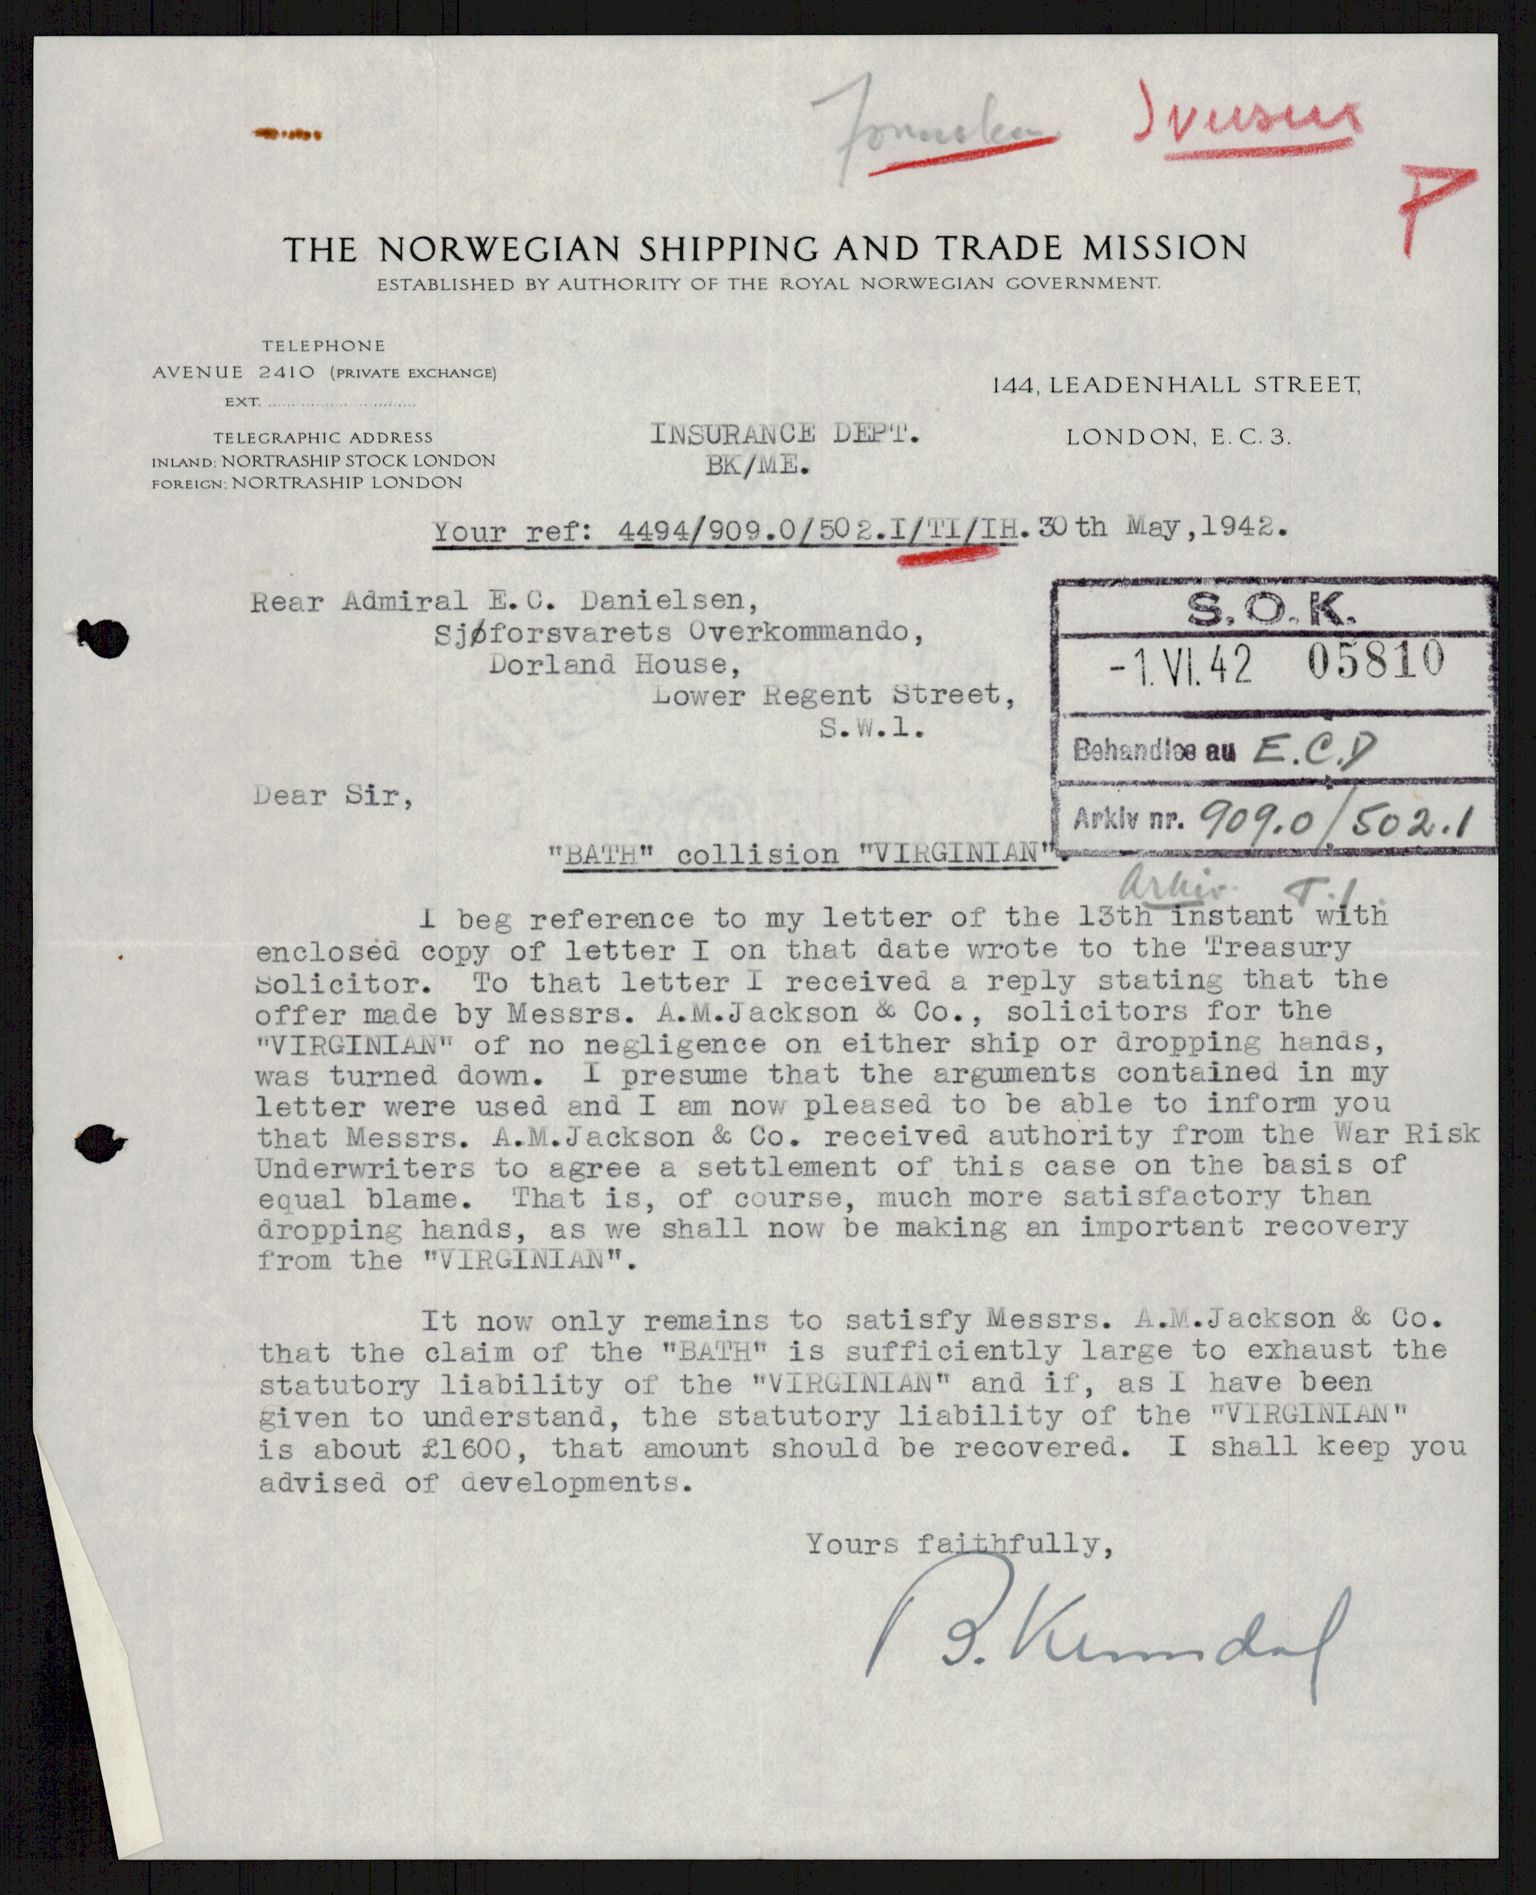 THE NORWEGIAN SHIPPING AND TRADE MISSION
ESTABLISHED BY AUTHORITY OF THE ROYAL NORWEGIAN GOVERNMENT.
TELEPHONE
AVENUE 2410 (PRIVATE EXCHANGE)
EXT. ..............................
TELEGRAPHIC ADDRESS
INLAND: NORTRASHIP STOCK LONDON
FOREIGN: NORTRASHIP LONDON
144, LEADENHALL STREET,
LONDON, E.C.3.
INSURANCE DEPT.
BK/ME.
Your ref: 4494/909.0/502.I/TI/IH. 30th May,1942.
Rear Admiral E.C. Danielsen,
Sjøforsvarets Overkommando,
Dorland House,
Lower Regent Street,
S.W.1.
S.O.K.
-1.VI.42 05810
Behandles au E.C.D
Arkiv nr. 909.0/502.1
Arkiv. T.I.
Dear Sir,
"BATH" collision "VIRGINIAN".
I beg reference to my letter of the 13th instant with
enclosed copy of letter I on that date wrote to the Treasury
Solicitor. To that letter I received a reply stating that the
offer made by Messrs. A.M.Jackson & Co., solicitors for the
"VIRGINIAN" of no negligence on either ship or dropping hands,
was turned down. I presume that the arguments contained in my
letter were used and I am now pleased to be able to inform you
that Messrs. A.M.Jackson & Co. received authority from the War Risk
Underwriters to agree a settlement of this case on the basis of
equal blame. That is, of course, much more satisfactory than
dropping hands, as we shall now be making an important recovery
from the "VIRGINIAN".
It now only remains to satisfy Messrs. A.M.Jackson & Co.
that the claim of the "BATH" is sufficiently large to exhaust the
statutory liability of the "VIRGINIAN" and if, as I have been
given to understand, the statutory liability of the "VIRGINIAN"
is about £1600, that amount should be recovered. I shall keep you
advised of developments.
Yours faithfully,